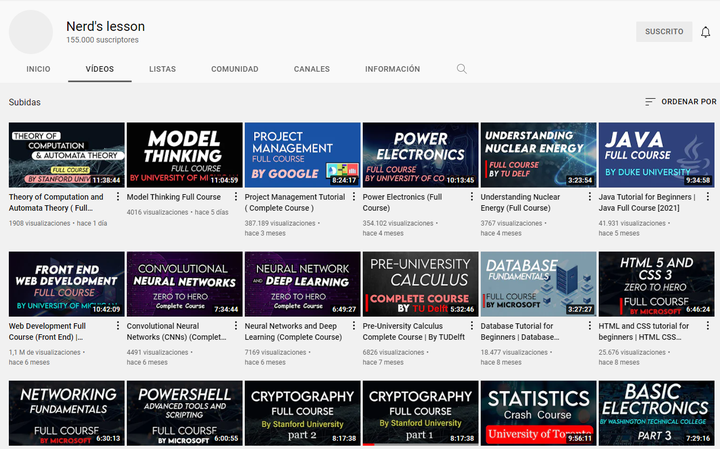 Nerd's lesson
155.000 suscriptores
SUSCRITO
INICIO VÍDEOS LISTAS COMUNIDAD CANALES INFORMACIÓN
Subidas
ORDENAR POR
THEORY OF
COMPUTATION
& AUTOMATA THEORY
FULL COURSE
BY STANFORD UNIV
11:38:44
Theory of Computation and
Automata Theory ( Full...
1908 visualizaciones • hace 1 día
MODEL
THINKING
FULL COURSE
BY UNIVERSITY OF MI
11:04:59
Model Thinking Full Course
4016 visualizaciones • hace 5 días
PROJECT
MANAGEMENT
FULL COURSE
BY GOOGLE
8:24:17
Project Management Tutorial
( Complete Course )
387.189 visualizaciones •
hace 3 meses
POWER
ELECTRONICS
FULL COURSE
BY UNIVERSITY OF CO
10:13:45
Power Electronics (Full
Course)
354.102 visualizaciones •
hace 4 meses
UNDERSTANDING
NUCLEAR ENERGY
FULL COURSE
BY TU DELF
3:23:54
Understanding Nuclear
Energy (Full Course)
3767 visualizaciones •
hace 4 meses
JAVA
FULL COURSE
BY DUKE UNIVERSITY
9:34:58
Java Tutorial for Beginners |
Java Full Course [2021]
41.931 visualizaciones •
hace 5 meses
FRONT END
WEB DEVELOPMENT
FULL COURSE
BY UNIVERSITY OF MICHIGAN
10:42:09
Web Development Full
Course (Front End) |...
1,1 M de visualizaciones •
hace 6 meses
CONVOLUTIONAL
NEURAL NETWORKS
ZERO TO HERO
Complete Course
7:34:44
Convolutional Neural
Networks (CNNs) (Complet...
4491 visualizaciones •
hace 6 meses
NEURAL NETWORK
AND DEEP LEARNING
ZERO TO HERO
Complete Course
6:49:27
Neural Networks and Deep
Learning (Complete Course)
7169 visualizaciones •
hace 6 meses
PRE-UNIVERSITY
CALCULUS
COMPLETE COURSE
BY TU Delft
5:32:46
Pre-University Calculus
Complete Course | By TUDelft
6826 visualizaciones •
hace 7 meses
DATABASE
FUNDAMENTALS
FULL COURSE
BY MICROSOFT
3:27:27
Database Tutorial for
Beginners | Database...
18.477 visualizaciones •
hace 8 meses
HTML 5 AND
CSS 3
ZERO TO HERO
FULL COURSE
BY MICROSOFT
6:46:24
HTML and CSS tutorial for
beginners | HTML CSS...
25.676 visualizaciones •
hace 8 meses
NETWORKING
FUNDAMENTALS
FULL COURSE
BY MICROSOFT
6:30:13
POWERSHELL
ADVANCED TOOLS AND
SCRIPTING
FULL COURSE
BY MICROSOFT
6:00:55
CRYPTOGRAPHY
FULL COURSE
By Stanford University
part 2
8:17:38
CRYPTOGRAPHY
FULL COURSE
By Stanford University
part 1
8:17:38
STATISTICS
Crash Course
University of Toronto
9:56:11
BASIC
ELECTRONICS
BY WASHINGTON TECHNICAL COLLEGE
PART 3
7:29:16